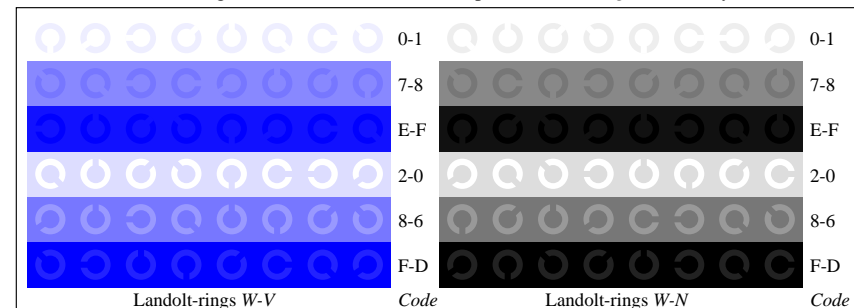 0-1 0-1
7-8 7-8
E-F E-F
2-0 2-0
8-6 8-6
F-D F-D
Landolt-rings W-V Code Landolt-rings W-N Code